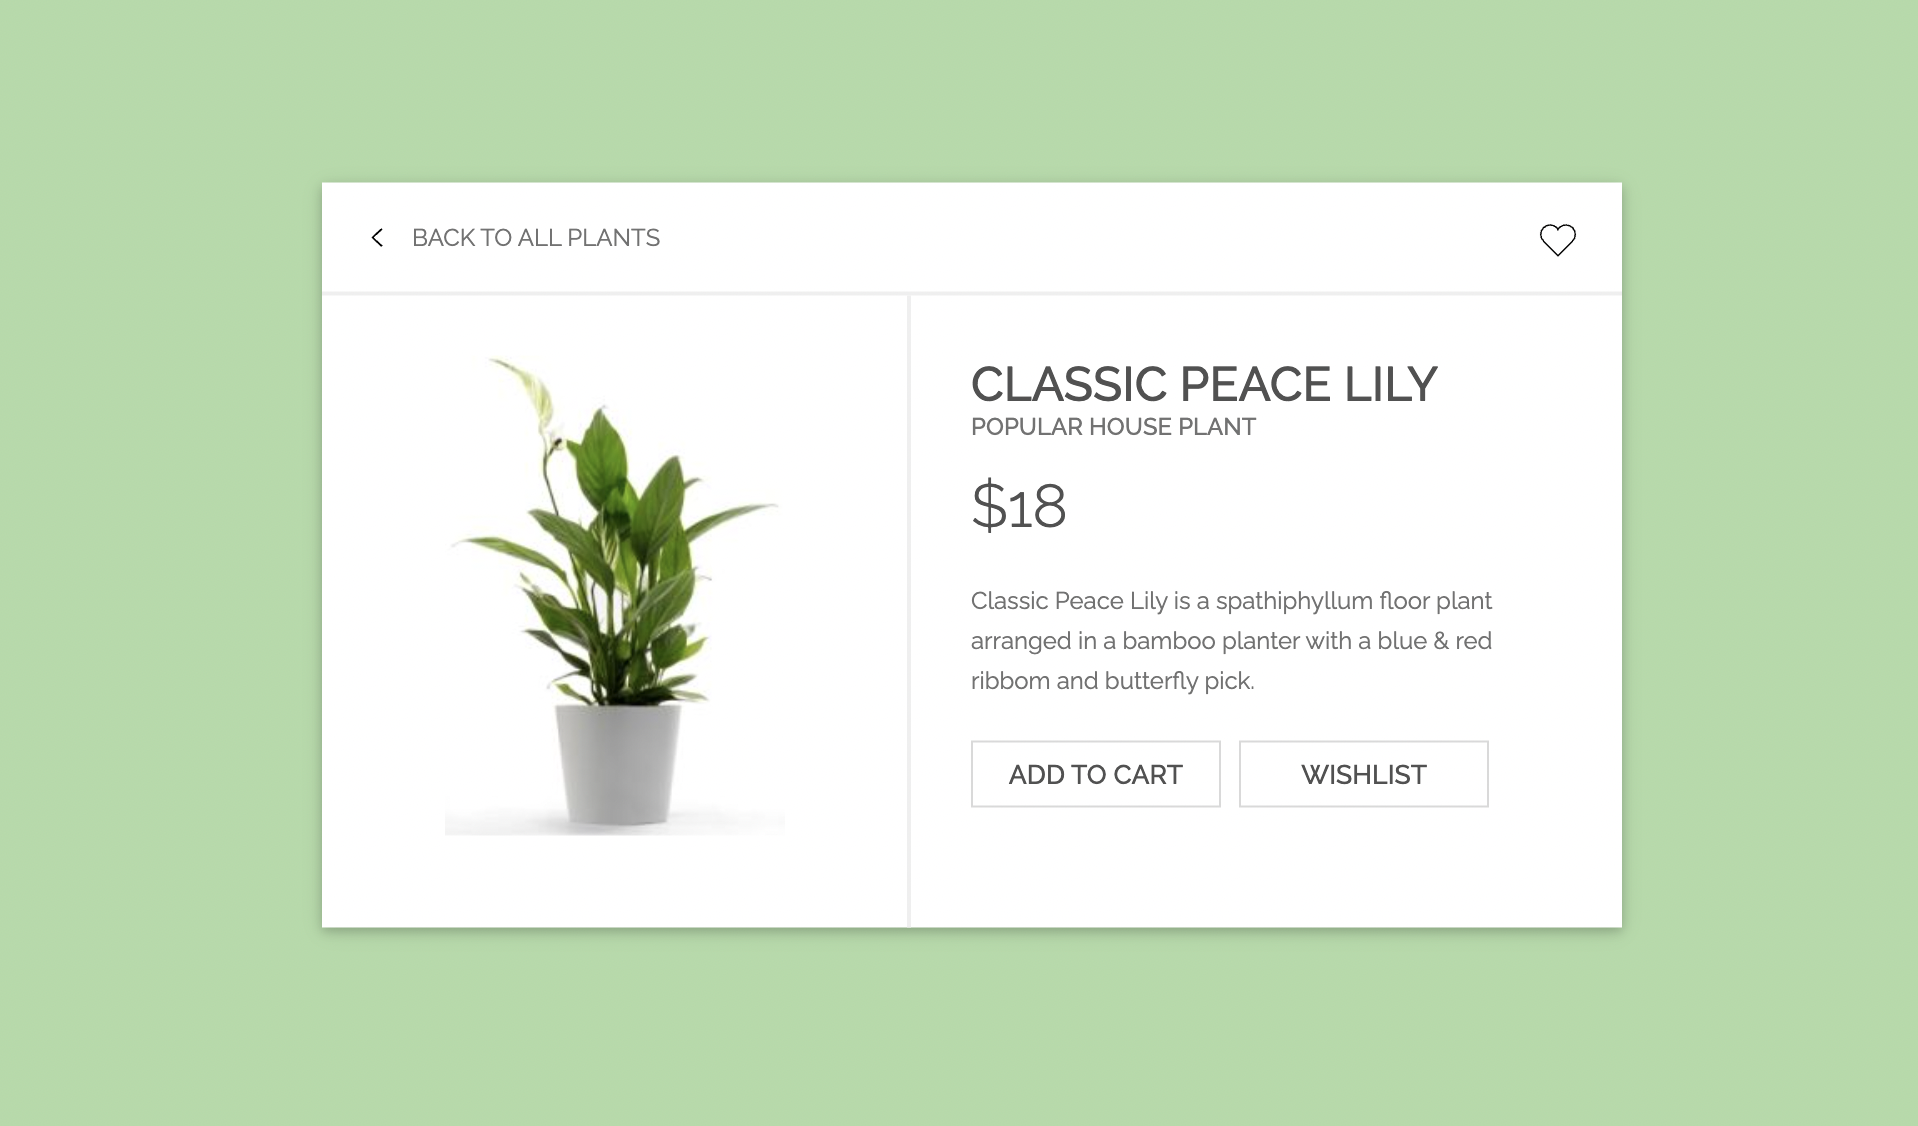 BACK TO ALL PLANTS
CLASSIC PEACE LILY
POPULAR HOUSE PLANT
$18
Classic Peace Lily is a spathiphyllum floor plant
arranged in a bamboo planter with a blue & red
ribbom and butterfly pick.
ADD TO CART
WISHLIST